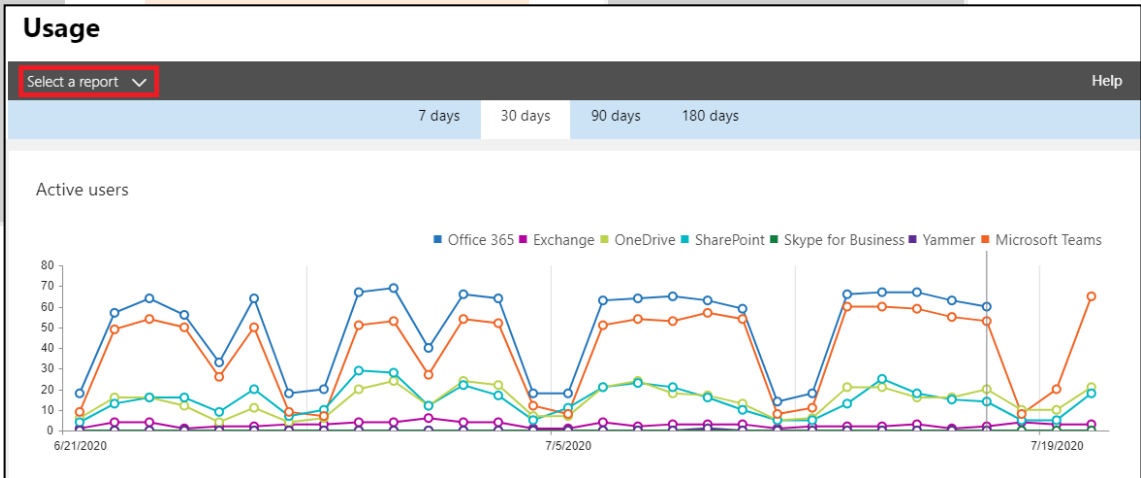 Usage
Select a report
Help
7 days 30 days 90 days 180 days
Active users
Office 365 Exchange OneDrive SharePoint Skype for Business Yammer Microsoft Teams
80
70
60
50
40
30
20
10
0
6/21/2020 7/5/2020 7/19/2020